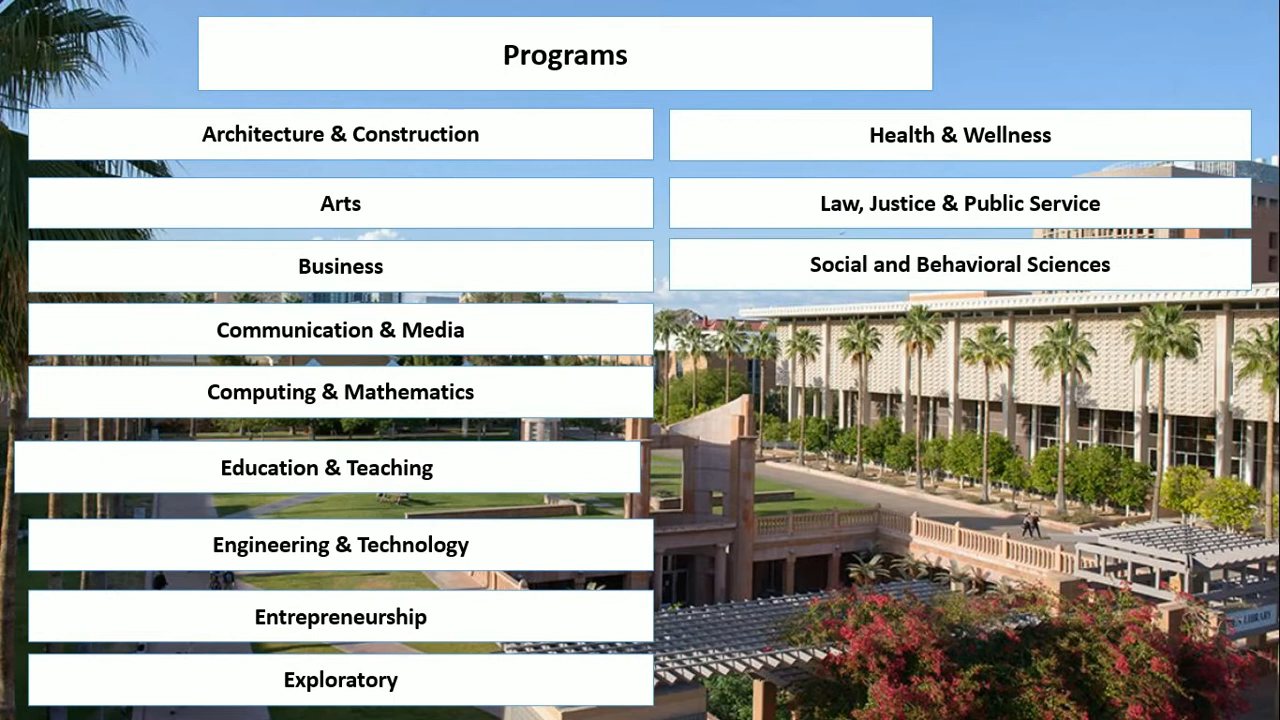 Programs
Architecture & Construction
Arts
Business
Communication & Media
Computing & Mathematics
Education & Teaching
Engineering & Technology
Entrepreneurship
Exploratory
Health & Wellness
Law, Justice & Public Service
Social and Behavioral Sciences
LIBRARY